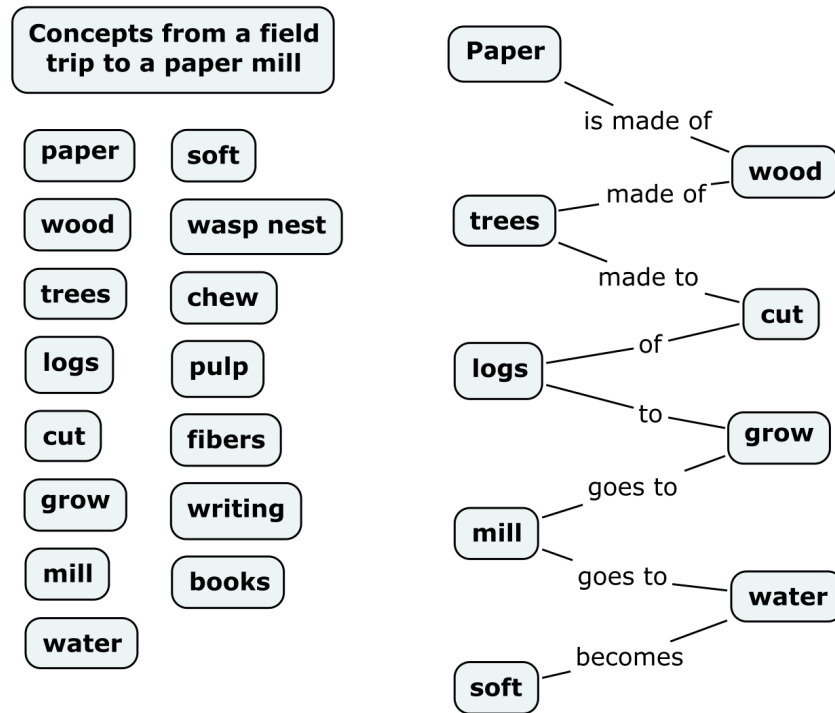 Concepts from a field
trip to a paper mill
paper
wood
trees
logs
cut
grow
mill
water
soft
wasp nest
chew
pulp
fibers
writing
books
Paper
is made of
wood
made of
trees
made to
cut
of
logs
to
grow
goes to
mill
goes to
water
becomes
soft